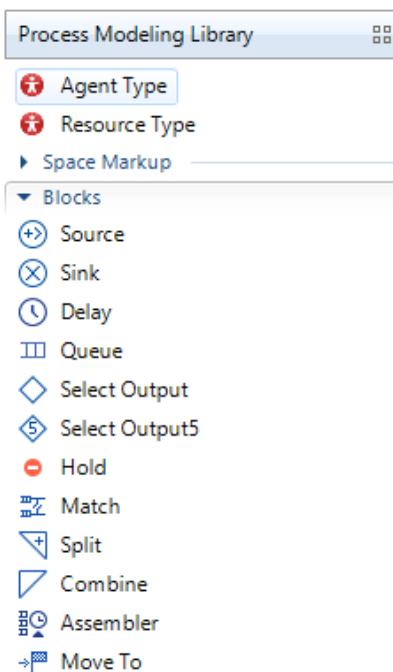 Process Modeling Library
Agent Type
Resource Type
Space Markup
Blocks
Source
Sink
Delay
Queue
Select Output
5 Select Output5
Hold
Match
Split
Combine
Assembler
Move To